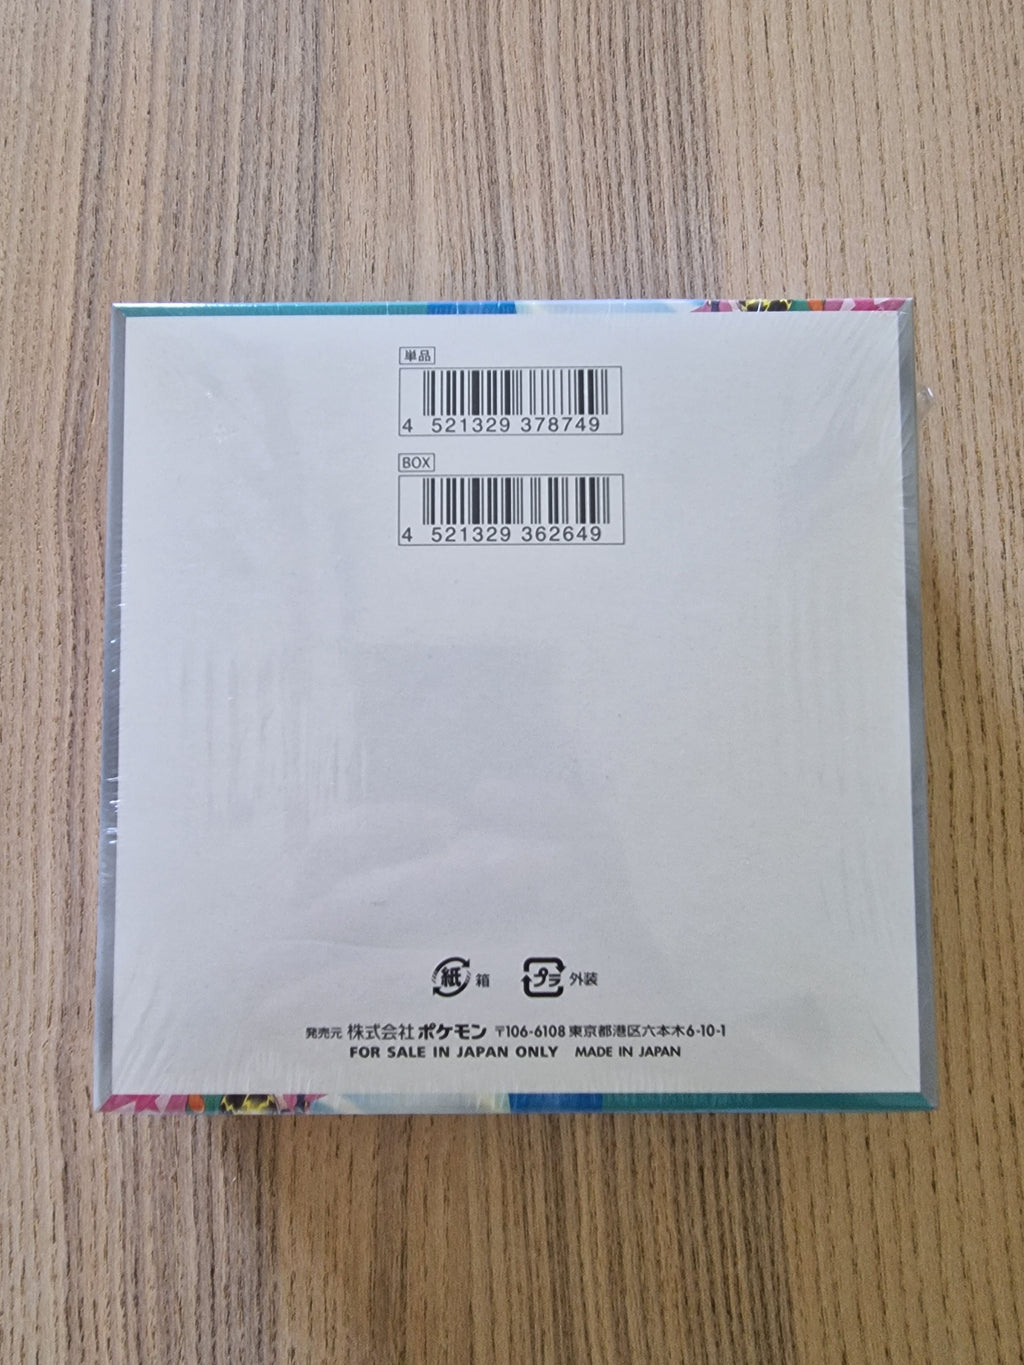 単品
4 521329 378749
BOX
4 521329 362649
紙 箱 プラ 外装
発売元 株式会社ポケモン 〒106-6108 東京都港区六本木6-10-1
FOR SALE IN JAPAN ONLY MADE IN JAPAN